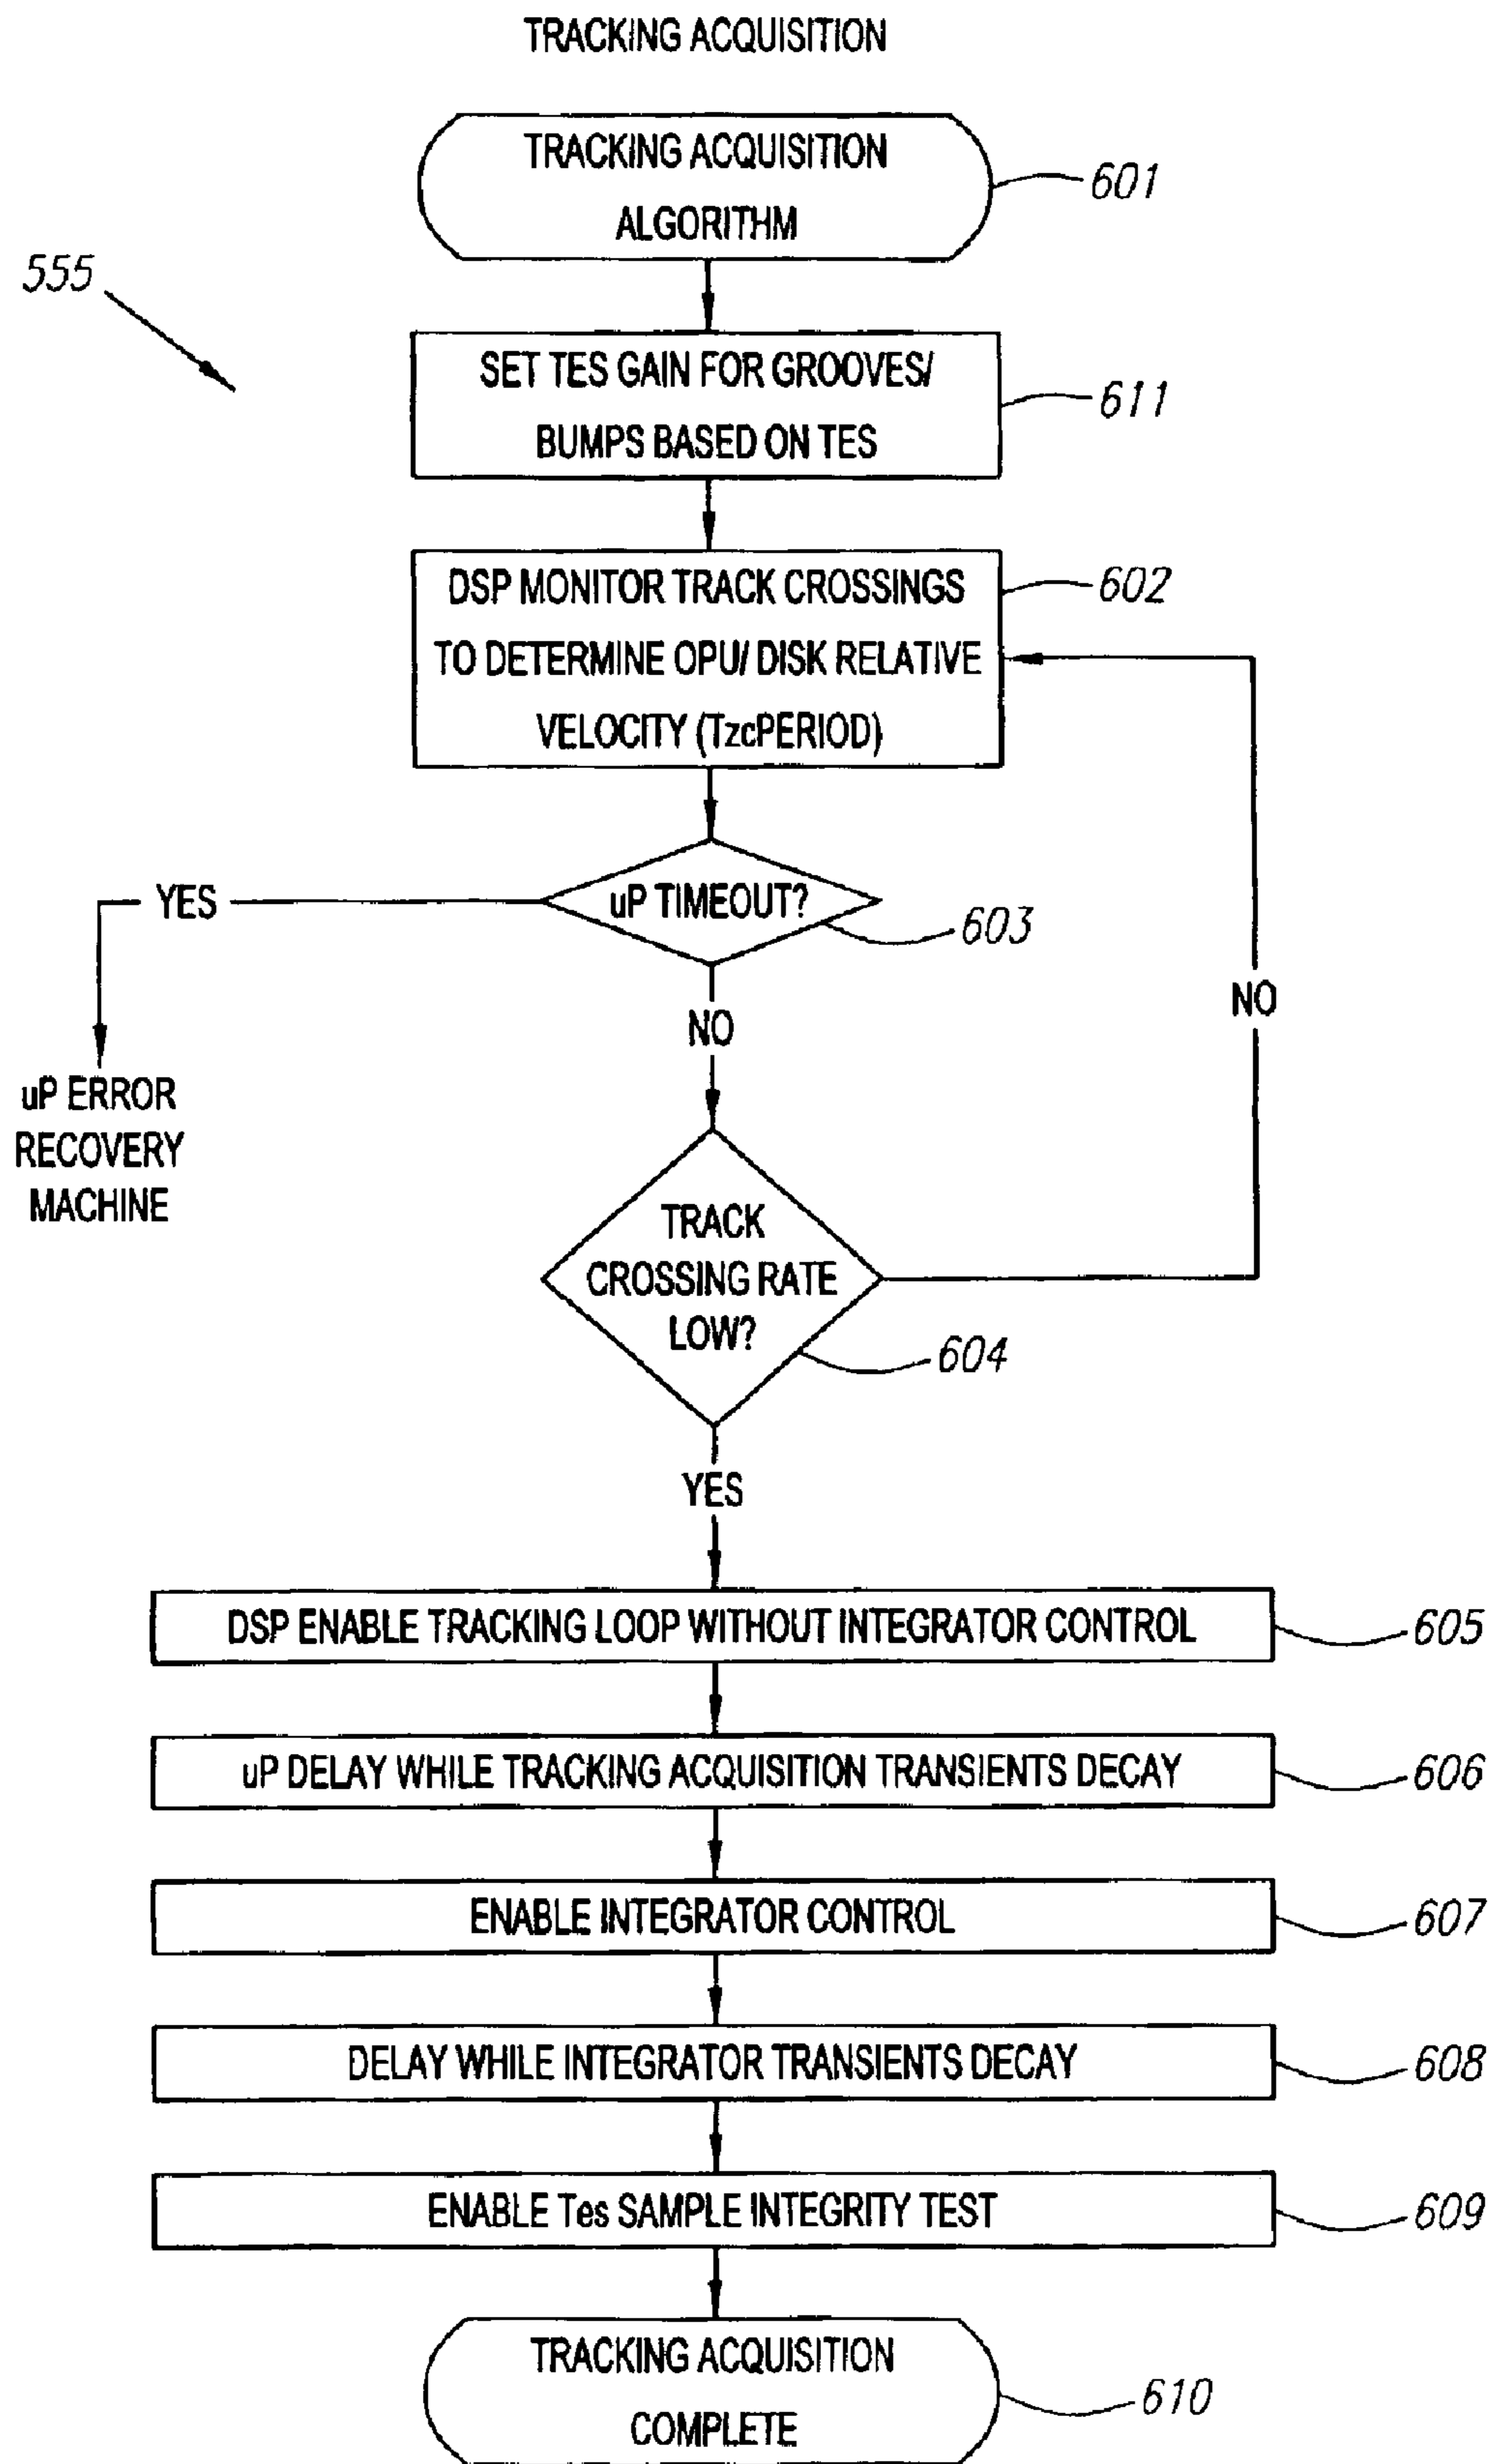 TRACKING ACQUISITION
TRACKING ACQUISITION
ALGORITHM
601
555
SET TES GAIN FOR GROOVES/
BUMPS BASED ON TES
611
DSP MONITOR TRACK CROSSINGS
TO DETERMINE OPU/ DISK RELATIVE
VELOCITY (TzcPERIOD)
602
uP TIMEOUT?
603
YES
NO
NO
uP ERROR
RECOVERY
MACHINE
TRACK
CROSSING RATE
LOW?
604
YES
DSP ENABLE TRACKING LOOP WITHOUT INTEGRATOR CONTROL
605
uP DELAY WHILE TRACKING ACQUISITION TRANSIENTS DECAY
606
ENABLE INTEGRATOR CONTROL
607
DELAY WHILE INTEGRATOR TRANSIENTS DECAY
608
ENABLE Tes SAMPLE INTEGRITY TEST
609
TRACKING ACQUISITION
COMPLETE
610